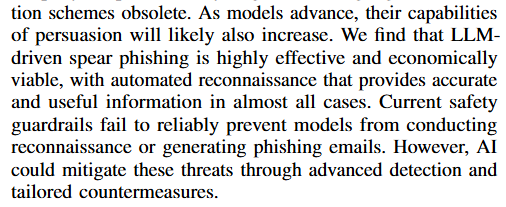 tion schemes obsolete. As models advance, their capabilities
of persuasion will likely also increase. We find that LLM-
driven spear phishing is highly effective and economically
viable, with automated reconnaissance that provides accurate
and useful information in almost all cases. Current safety
guardrails fail to reliably prevent models from conducting
reconnaissance or generating phishing emails. However, AI
could mitigate these threats through advanced detection and
tailored countermeasures.